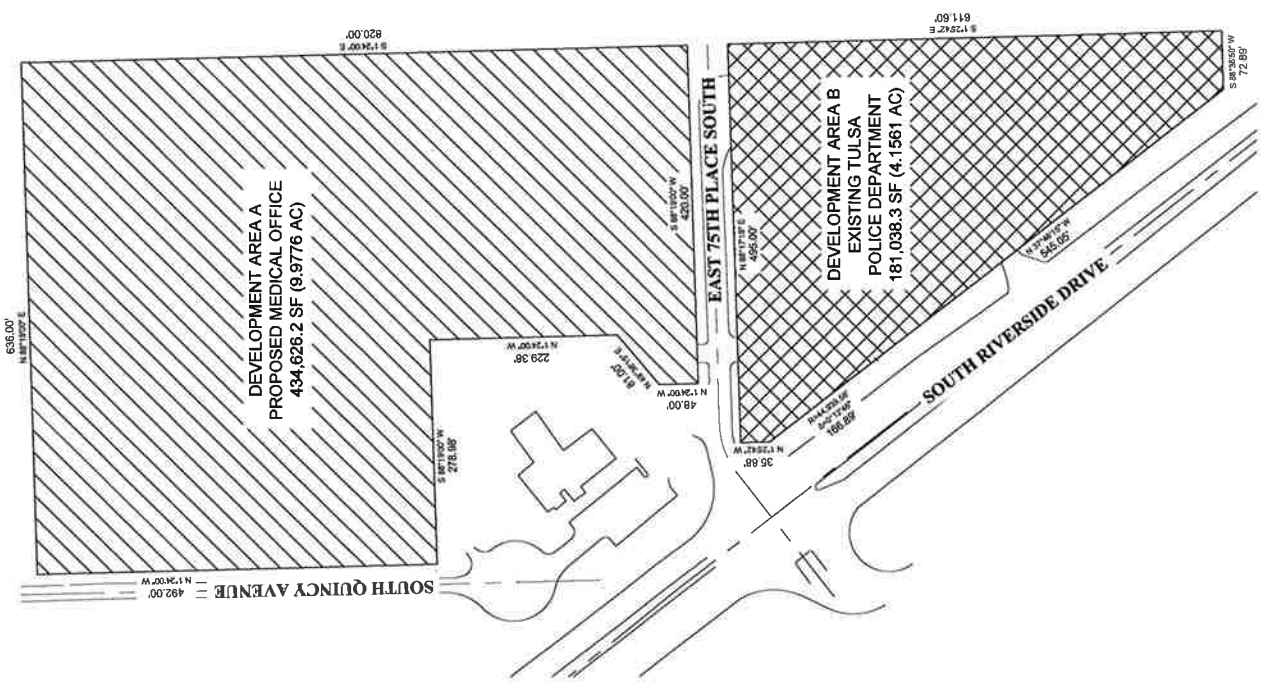 636.00'
N 88°19'00" E
DEVELOPMENT AREA A
PROPOSED MEDICAL OFFICE
434,626.2 SF (9.9776 AC)
S 1°24'00" E
820.00'
S 88°19'00" W
420.00'
N 1°24'00" W
48.00'
N 49°36'15" E
81.00'
N 1°24'00" W
229.38'
S 88°19'00" W
278.98'
N 1°24'00" W
492.00'
SOUTH QUINCY AVENUE
EAST 75TH PLACE SOUTH
N 88°17'18" E
495.00'
DEVELOPMENT AREA B
EXISTING TULSA
POLICE DEPARTMENT
181,038.3 SF (4.1561 AC)
S 1°25'42" E
611.60'
S 88°36'50" W
72.89'
N 37°46'15" W
545.05'
166.89'
N 1°25'42" W
35.88'
SOUTH RIVERSIDE DRIVE